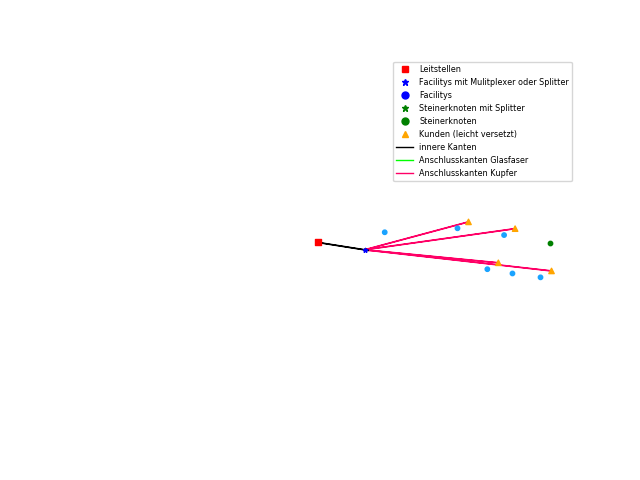 Leitstellen
Facilitys mit Mulitplexer oder Splitter
Facilitys
Steinerknoten mit Splitter
Steinerknoten
Kunden (leicht versetzt)
innere Kanten
Anschlusskanten Glasfaser
Anschlusskanten Kupfer